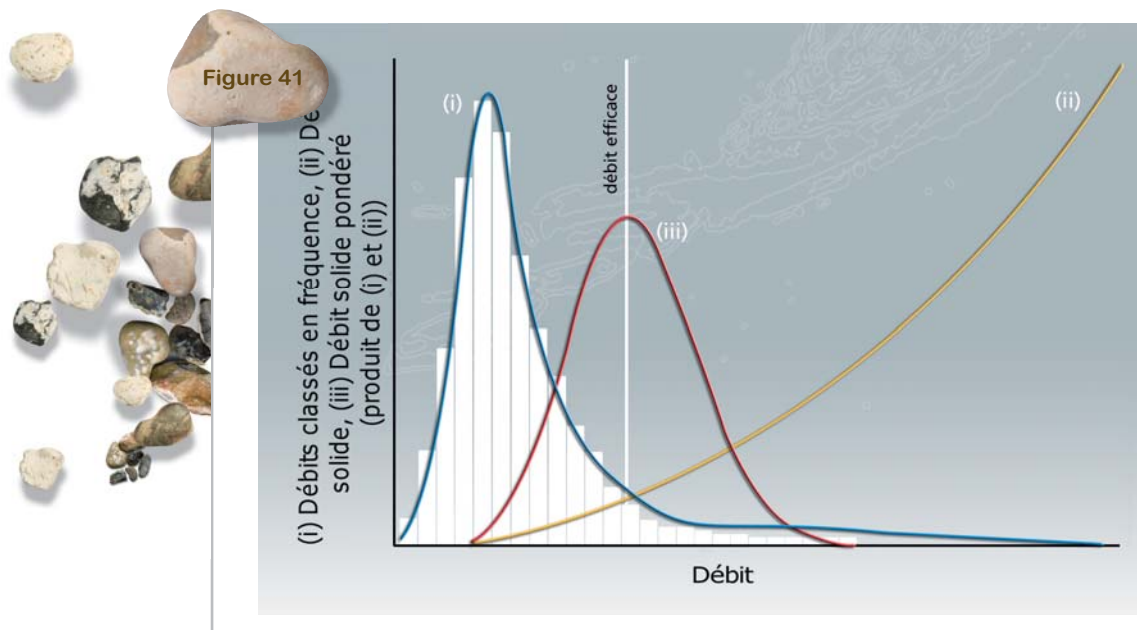 Figure 41
(i) Débits classés en fréquence, (ii) Dé
solide, (iii) Débit solide pondéré
(produit de (i) et (ii))
(i)
débit efficace
(ii)
(iii)
Débit